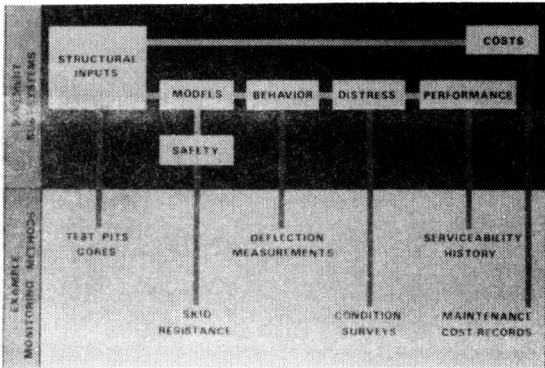 COSTS
STRUCTURAL
INPUTS
MODELS
BEHAVIOR
DISTRESS
PERFORMANCE
SAFETY
SYSTEMS
TEST PITS
CORES
DEFLECTION
MEASUREMENTS
SERVICEABILITY
HISTORY
SKID
RESISTANCE
CONDITION
SURVEYS
MAINTENANCE
COST RECORDS
EXAMPLE
MONITORING METHODS